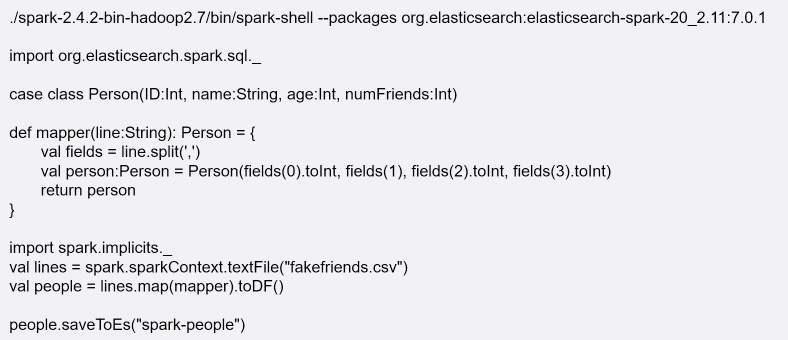 ./spark-2.4.2-bin-hadoop2.7/bin/spark-shell --packages org.elasticsearch:elasticsearch-spark-20_2.11:7.0.1
import org.elasticsearch.spark.sql._
case class Person(ID:Int, name:String, age:Int, numFriends:Int)
def mapper(line:String): Person = {
val fields = line.split(',')
val person:Person = Person(fields(0).toInt, fields(1), fields(2).toInt, fields(3).toInt)
return person
}
import spark.implicits._
val lines = spark.sparkContext.textFile("fakefriends.csv")
val people = lines.map(mapper).toDF()
people.saveToEs("spark-people")